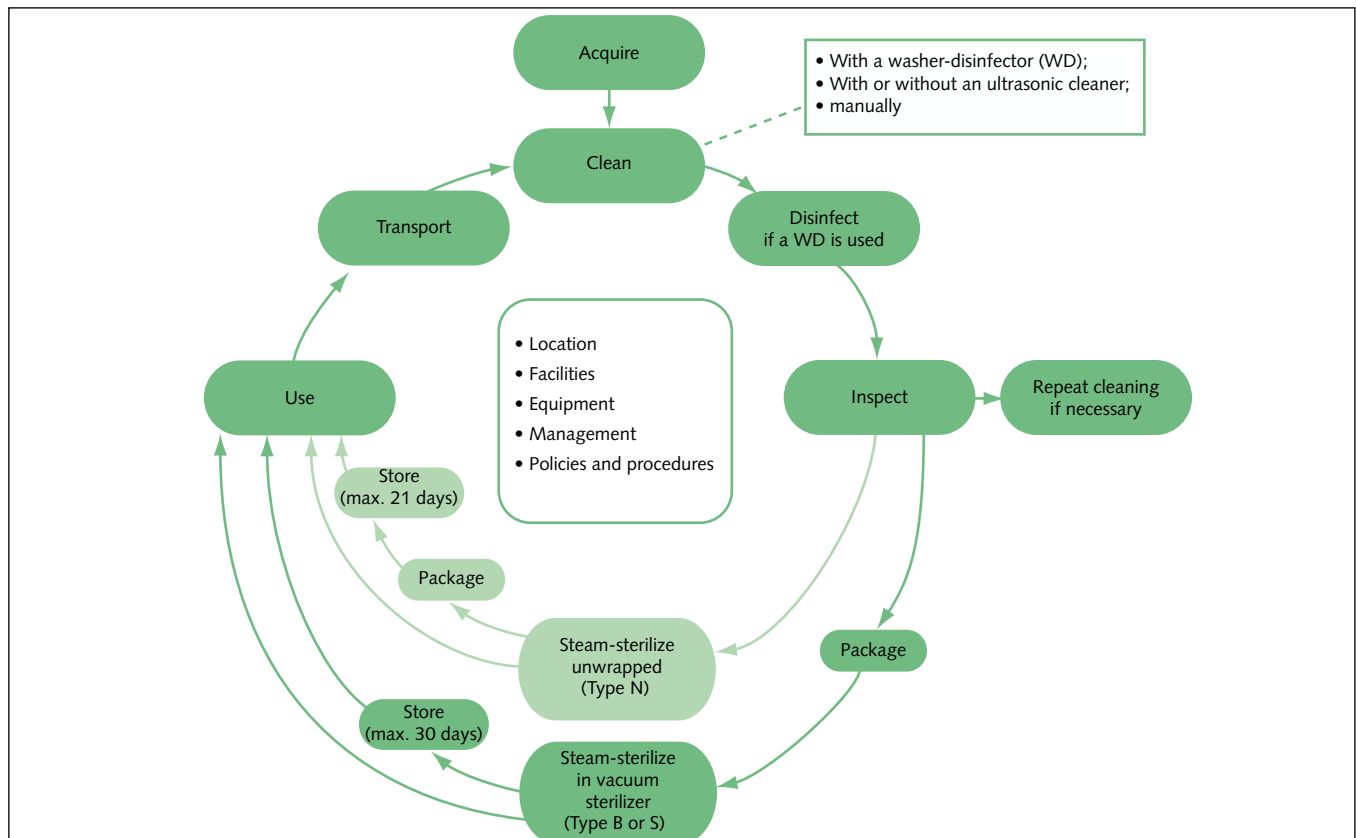 Acquire
• With a washer-disinfector (WD);
• With or without an ultrasonic cleaner;
• manually
Clean
Transport
Disinfect
if a WD is used
• Location
• Facilities
• Equipment
• Management
• Policies and procedures
Use
Inspect
Repeat cleaning
if necessary
Store
(max. 21 days)
Package
Steam-sterilize
unwrapped
(Type N)
Package
Store
(max. 30 days)
Steam-sterilize
in vacuum
sterilizer
(Type B or S)